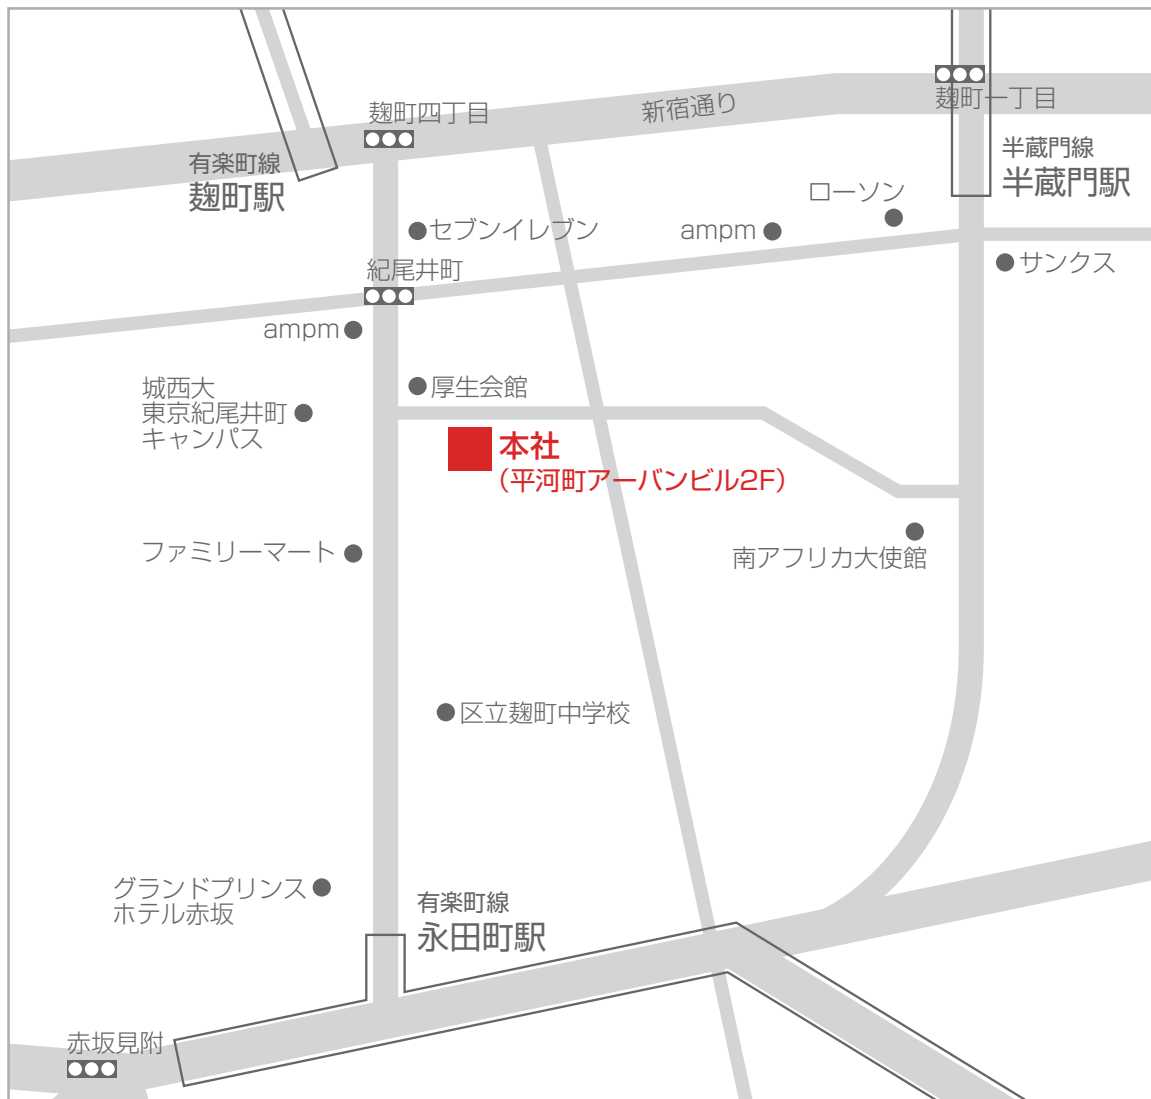 麹町四丁目
新宿通り
麹町一丁目
有楽町線
麹町駅
半蔵門線
半蔵門駅
ローソン
セブンイレブン
ampm
サンクス
紀尾井町
ampm
城西大
東京紀尾井町
キャンパス
厚生会館
本社
(平河町アーバンビル2F)
ファミリーマート
南アフリカ大使館
区立麹町中学校
グランドプリンス
ホテル赤坂
有楽町線
永田町駅
赤坂見附